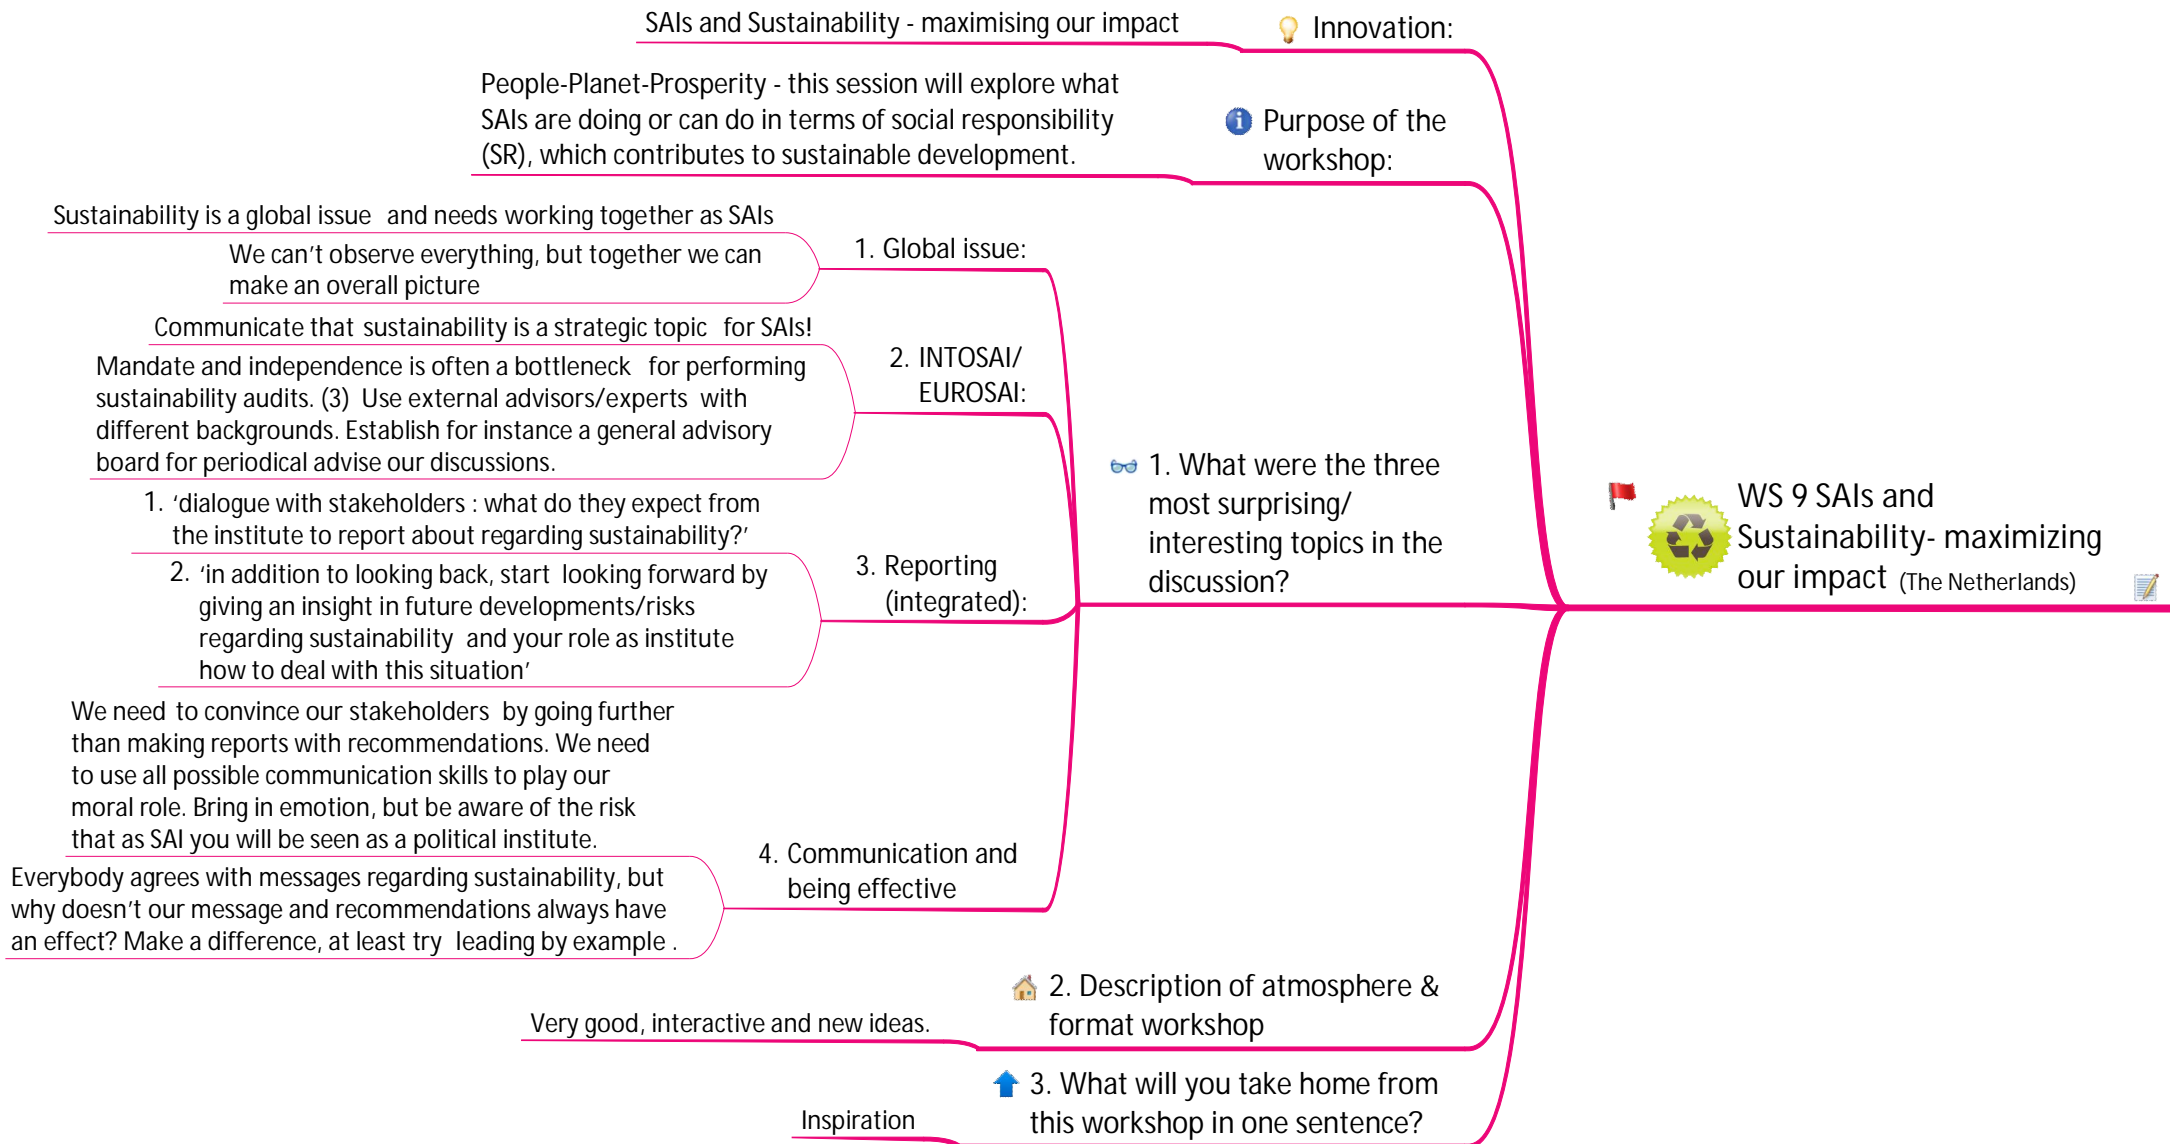 SAIs and Sustainability - maximising our impact
Innovation:
People-Planet-Prosperity - this session will explore what
SAIs are doing or can do in terms of social responsibility
(SR), which contributes to sustainable development.
Purpose of the
workshop:
Sustainability is a global issue and needs working together as SAIs
We can't observe everything, but together we can
make an overall picture
1. Global issue:
Communicate that sustainability is a strategic topic for SAIs!
Mandate and independence is often a bottleneck for performing
sustainability audits. (3) Use external advisors/experts with
different backgrounds. Establish for instance a general advisory
board for periodical advise our discussions.
2. INTOSAI/
EUROSAI:
1. 'dialogue with stakeholders : what do they expect from
the institute to report about regarding sustainability?'
2. 'in addition to looking back, start looking forward by
giving an insight in future developments/risks
regarding sustainability and your role as institute
how to deal with this situation'
3. Reporting
(integrated):
We need to convince our stakeholders by going further
than making reports with recommendations. We need
to use all possible communication skills to play our
moral role. Bring in emotion, but be aware of the risk
that as SAI you will be seen as a political institute.
Everybody agrees with messages regarding sustainability, but
why doesn't our message and recommendations always have
an effect? Make a difference, at least try leading by example .
4. Communication and
being effective
1. What were the three
most surprising/
interesting topics in the
discussion?
Very good, interactive and new ideas.
2. Description of atmosphere &
format workshop
Inspiration
3. What will you take home from
this workshop in one sentence?
WS 9 SAIs and
Sustainability- maximizing
our impact (The Netherlands)